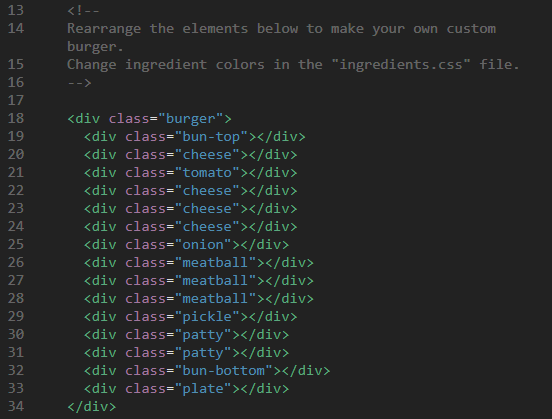 13 <!--
14 Rearrange the elements below to make your own custom
burger.
15 Change ingredient colors in the "ingredients.css" file.
16 -->
17
18 <div class="burger">
19 <div class="bun-top"></div>
20 <div class="cheese"></div>
21 <div class="tomato"></div>
22 <div class="cheese"></div>
23 <div class="cheese"></div>
24 <div class="cheese"></div>
25 <div class="onion"></div>
26 <div class="meatball"></div>
27 <div class="meatball"></div>
28 <div class="meatball"></div>
29 <div class="pickle"></div>
30 <div class="patty"></div>
31 <div class="patty"></div>
32 <div class="bun-bottom"></div>
33 <div class="plate"></div>
34 </div>